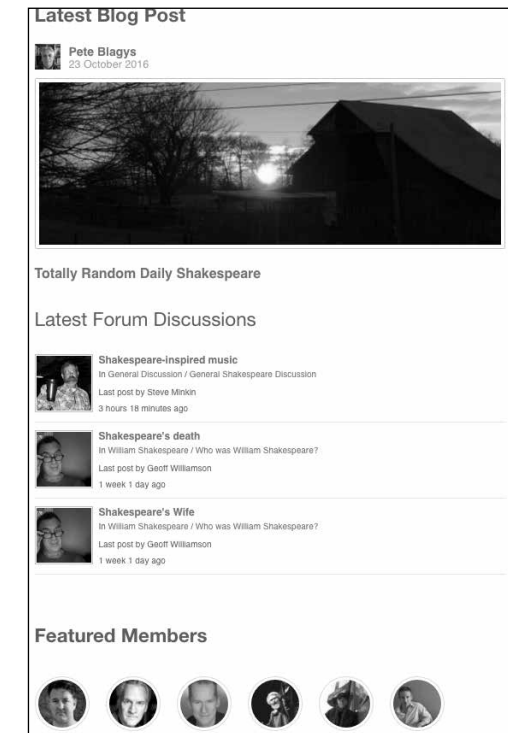 Latest Blog Post
Pete Blagys
23 October 2016
Totally Random Daily Shakespeare
Latest Forum Discussions
Shakespeare-inspired music
In General Discussion / General Shakespeare Discussion
Last post by Steve Minkin
3 hours 18 minutes ago
Shakespeare's death
In William Shakespeare / Who was William Shakespeare?
Last post by Geoff Williamson
1 week 1 day ago
Shakespeare's Wife
In William Shakespeare / Who was William Shakespeare?
Last post by Geoff Williamson
1 week 1 day ago
Featured Members